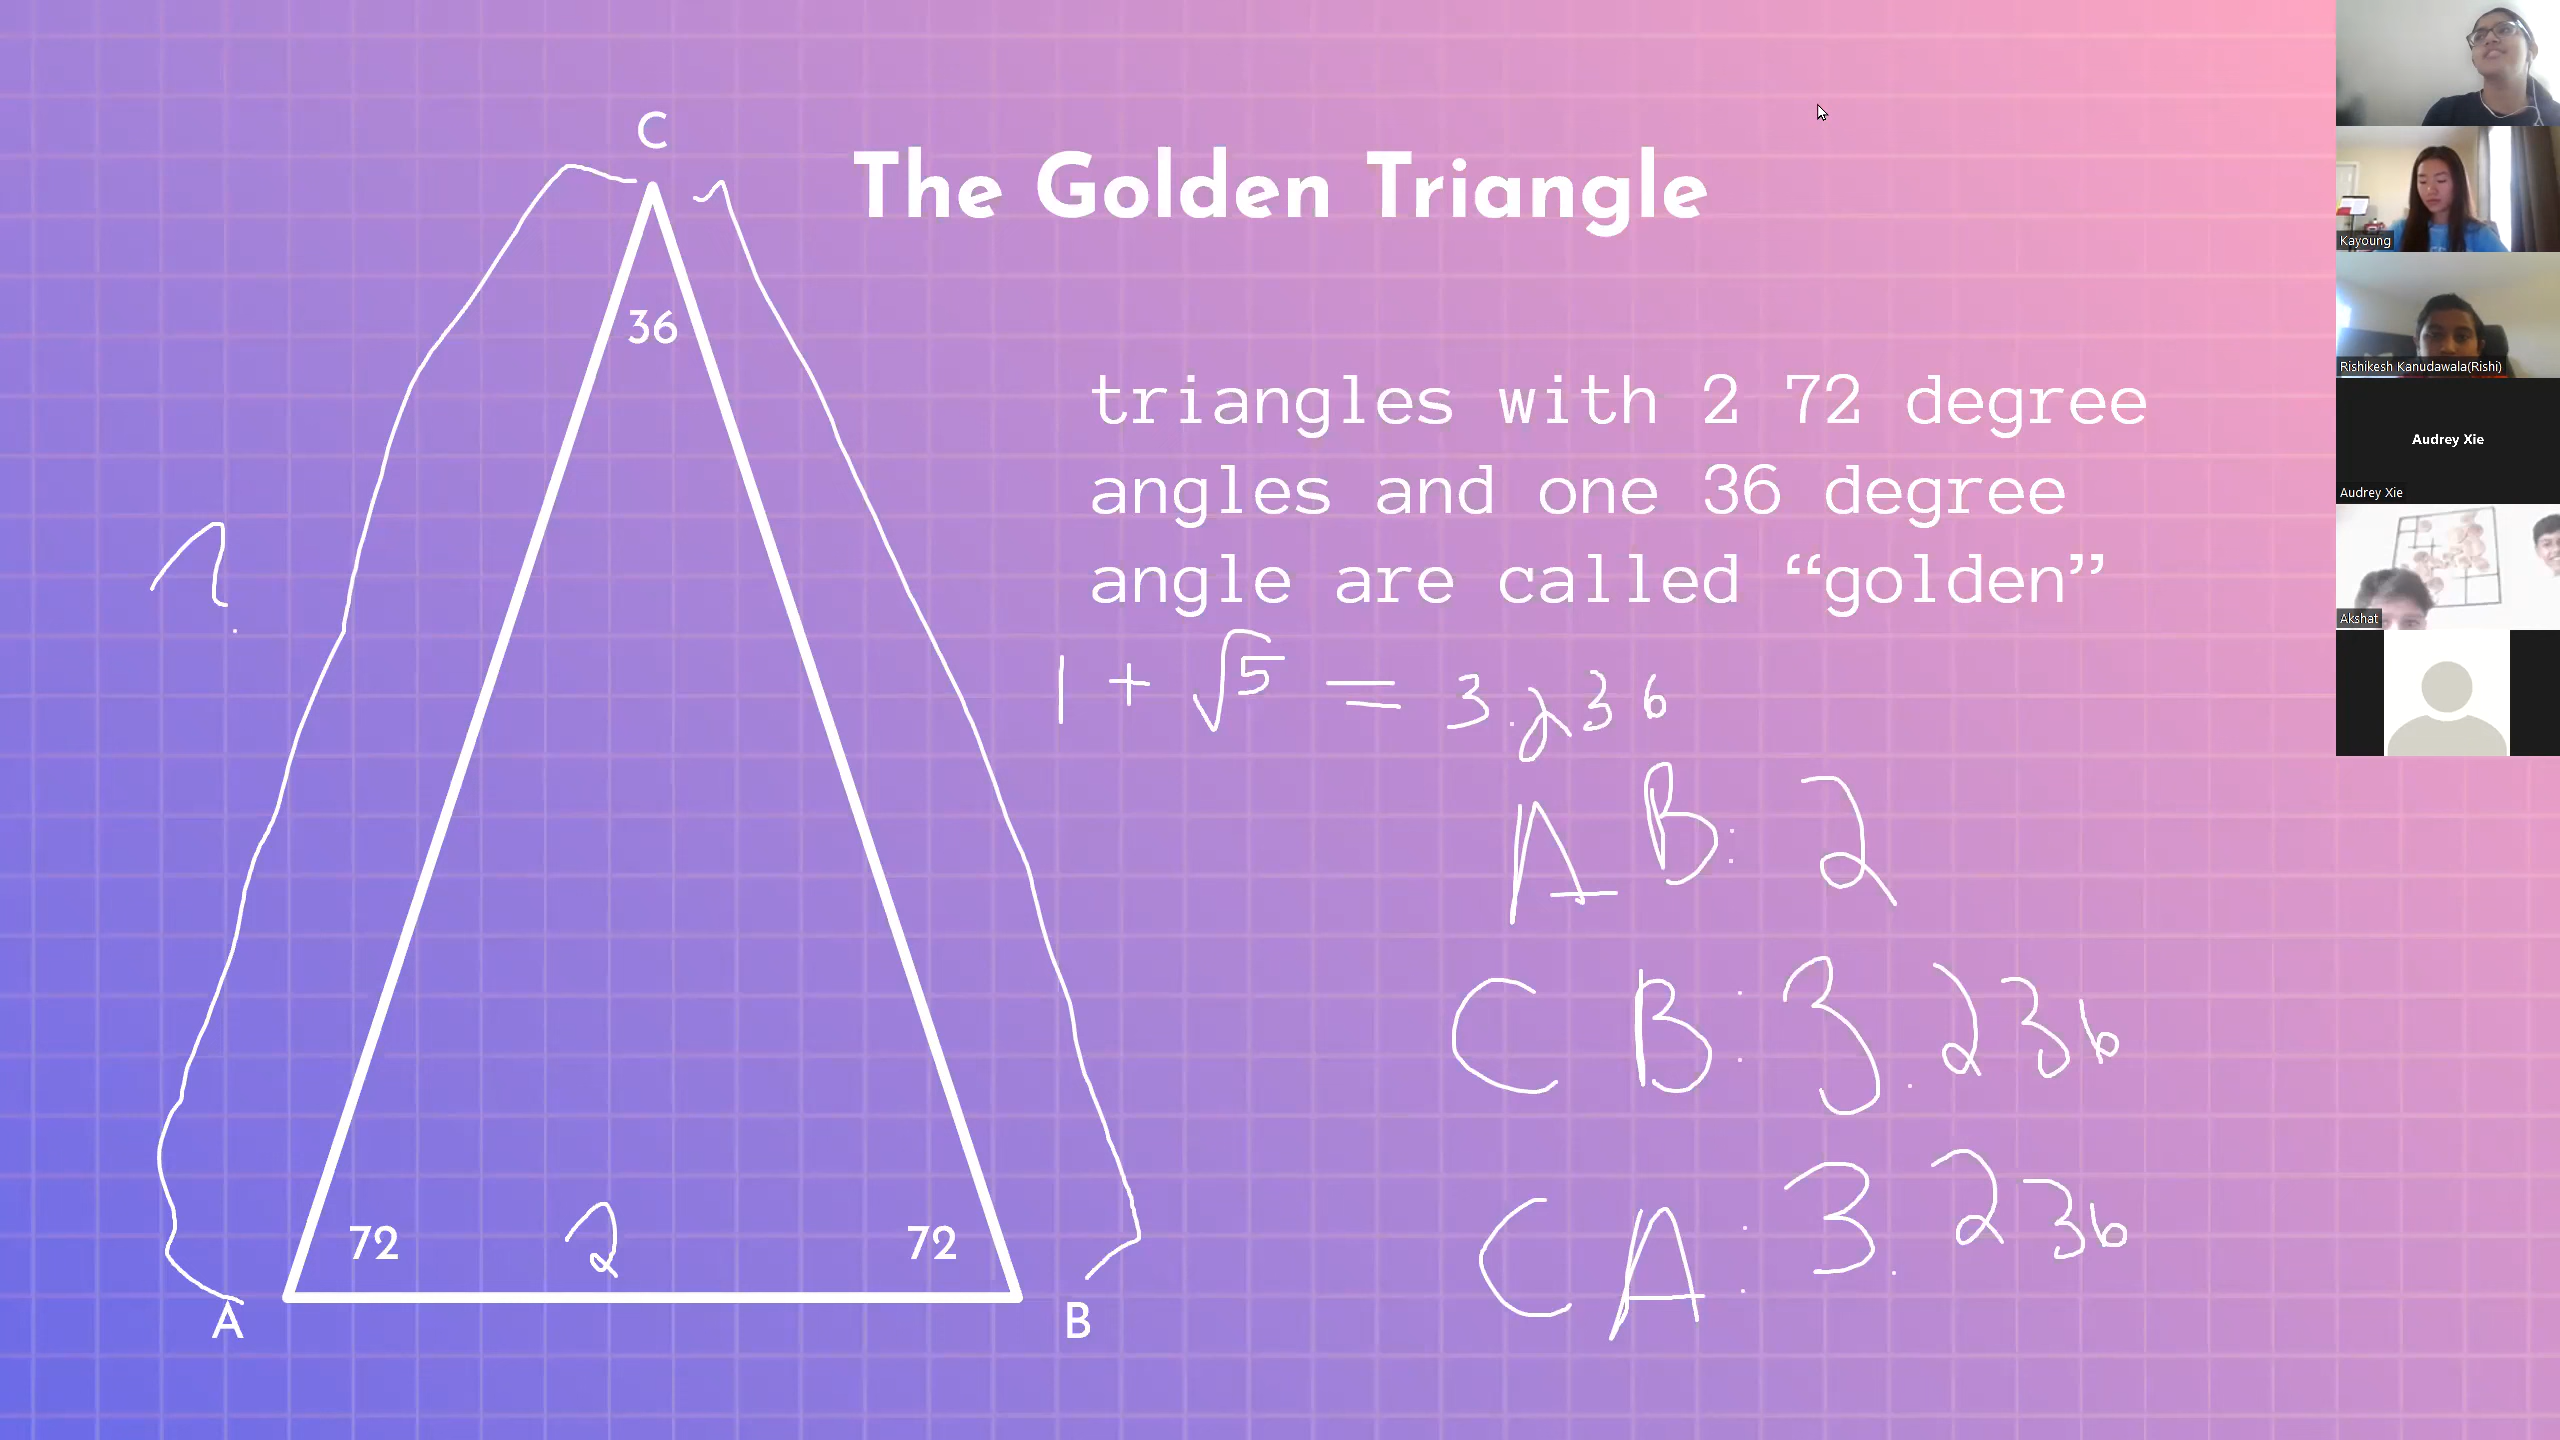 C
The Golden Triangle
36
triangles with 2 72 degree
angles and one 36 degree
angle are called “golden”
1 + √5 = 3.236
AB: 2
CB: 3.236
CA: 3.236
72
2
72
A
B
Kayoung
Rishikesh Kanudawala(Rishi)
Audrey Xie
Audrey Xie
Akshat